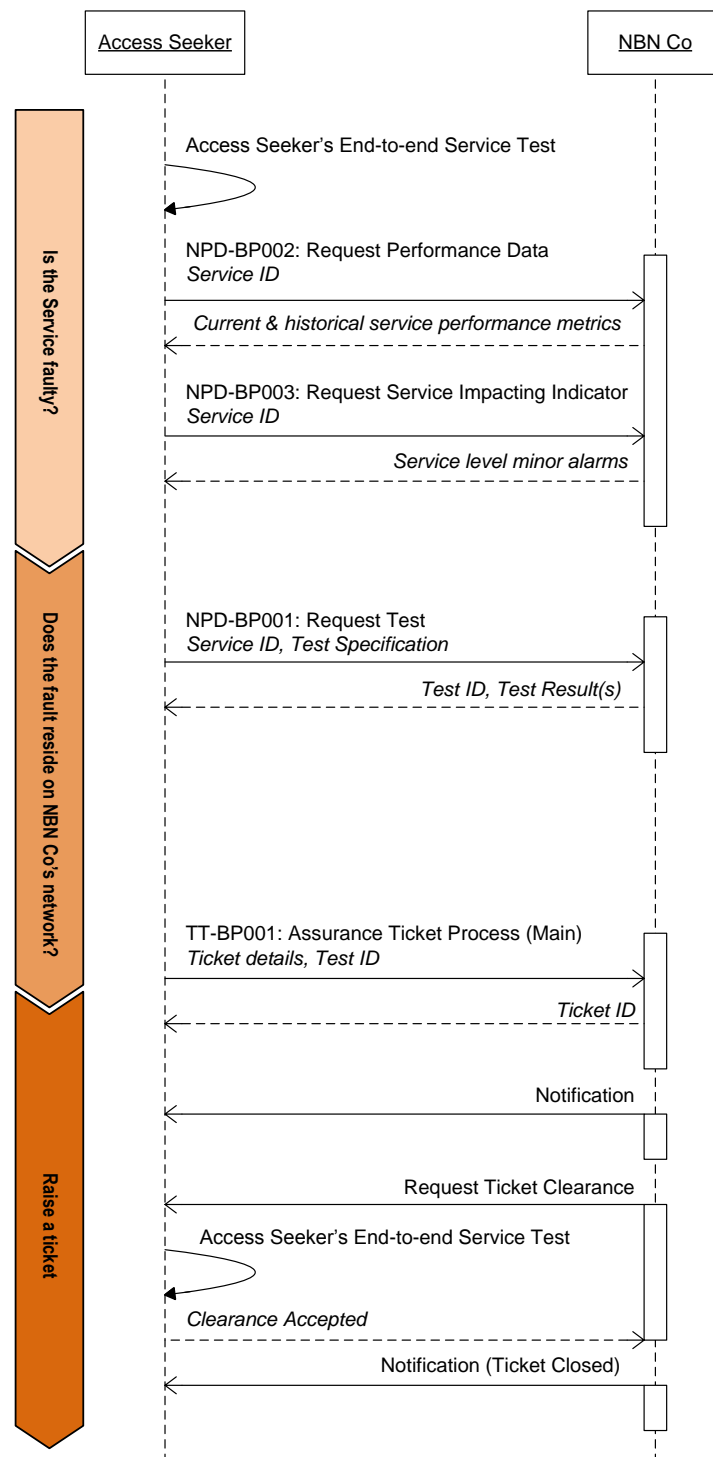 Access Seeker
NBN Co
Is the Service faulty?
Access Seeker’s End-to-end Service Test
NPD-BP002: Request Performance Data
Service ID
Current & historical service performance metrics
NPD-BP003: Request Service Impacting Indicator
Service ID
Service level minor alarms
Does the fault reside on NBN Co’s network?
NPD-BP001: Request Test
Service ID, Test Specification
Test ID, Test Result(s)
TT-BP001: Assurance Ticket Process (Main)
Ticket details, Test ID
Ticket ID
Raise a ticket
Notification
Request Ticket Clearance
Access Seeker’s End-to-end Service Test
Clearance Accepted
Notification (Ticket Closed)